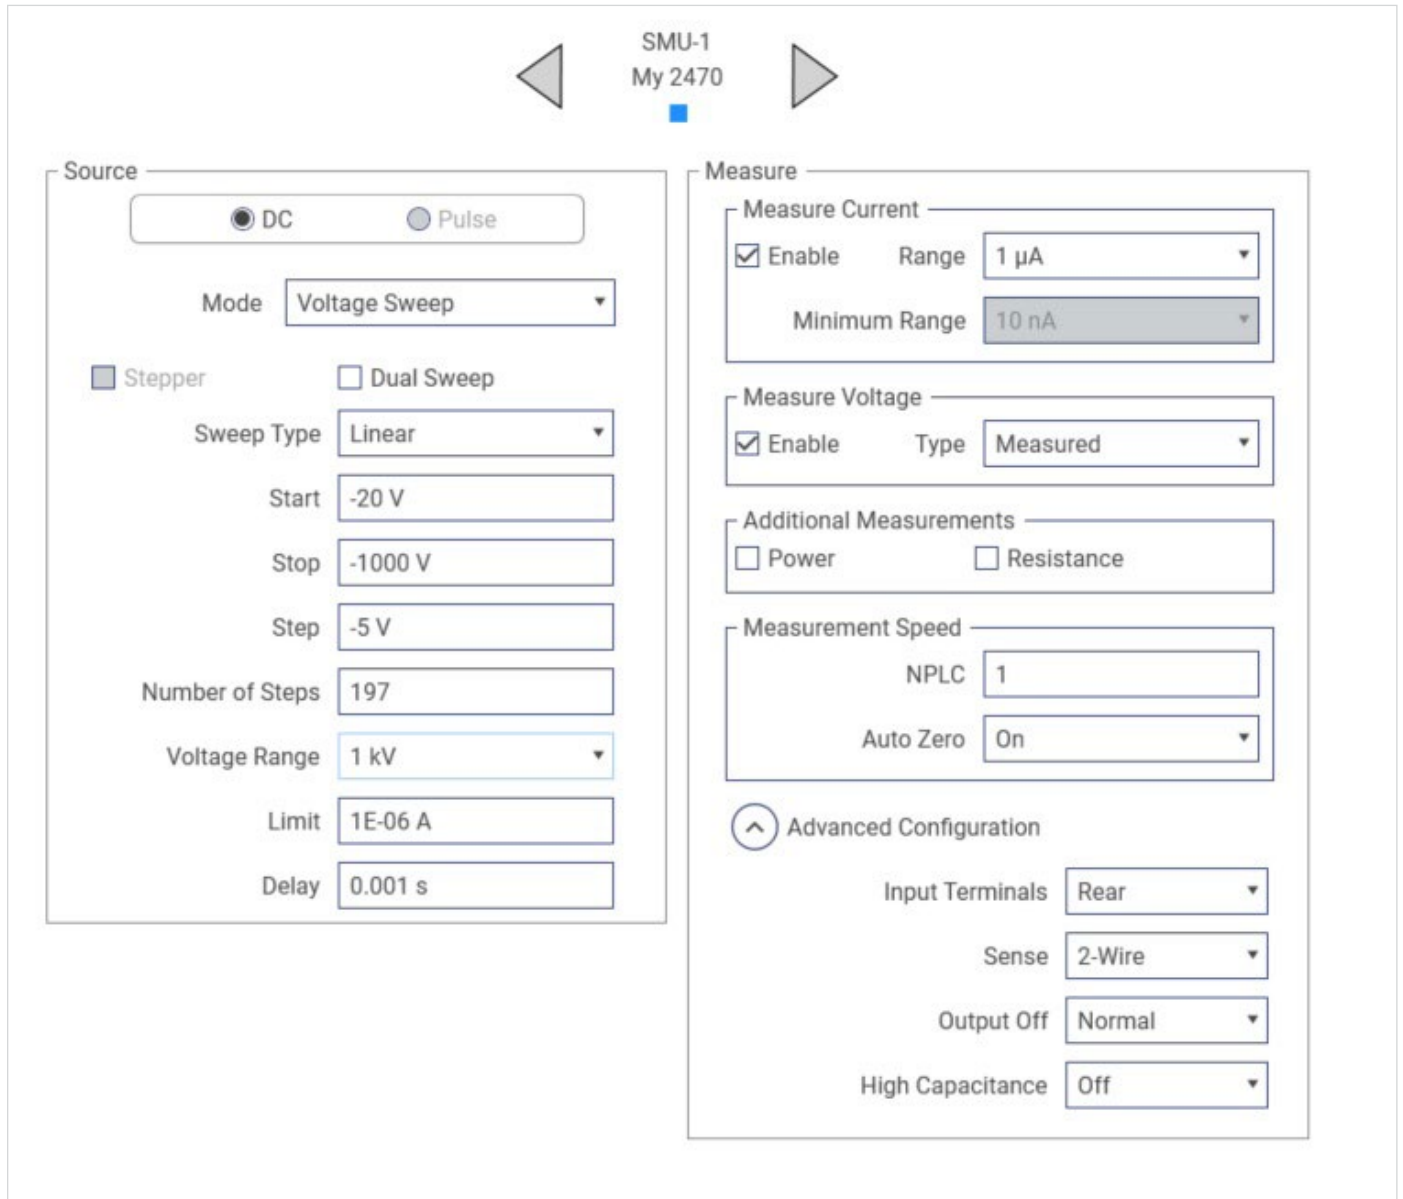 SMU-1
My 2470
Source
DC
Pulse
Mode
Voltage Sweep
Stepper
Dual Sweep
Sweep Type
Linear
Start
-20 V
Stop
-1000 V
Step
-5 V
Number of Steps
197
Voltage Range
1 kV
Limit
1E-06 A
Delay
0.001 s
Measure
Measure Current
Enable
Range
1 µA
Minimum Range
10 nA
Measure Voltage
Enable
Type
Measured
Additional Measurements
Power
Resistance
Measurement Speed
NPLC
1
Auto Zero
On
Advanced Configuration
Input Terminals
Rear
Sense
2-Wire
Output Off
Normal
High Capacitance
Off